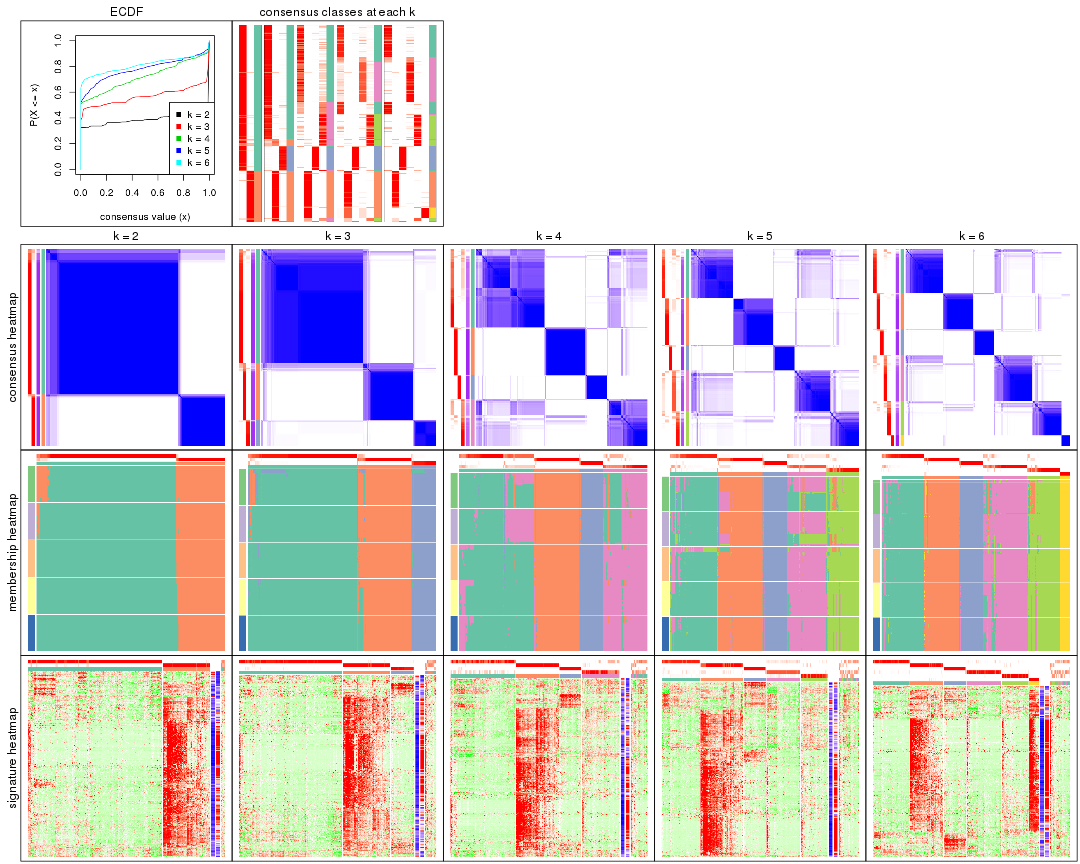 ECDF
consensus classes at each k
P(X <= x)
0.0 0.2 0.4 0.6 0.8 1.0
k = 2
k = 3
k = 4
k = 5
k = 6
0.0 0.2 0.4 0.6 0.8 1.0
consensus value (x)
k = 2
k = 3
k = 4
k = 5
k = 6
consensus heatmap
membership heatmap
signature heatmap